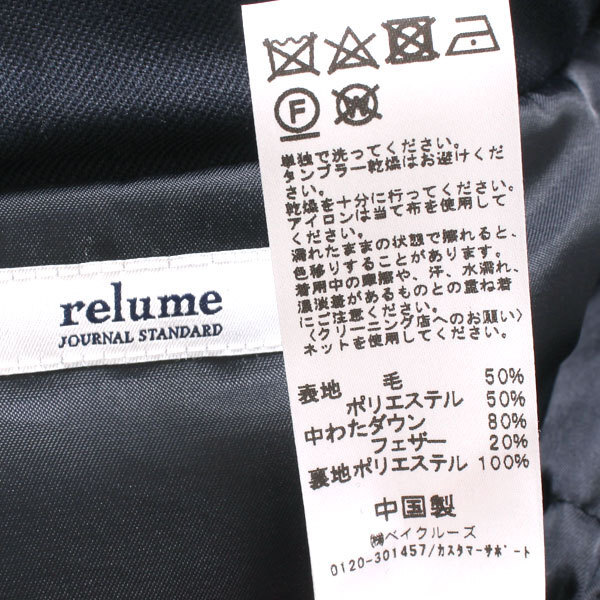 relume
JOURNAL STANDARD
F
W
単独で洗ってください。
タンブラー乾燥はお避けくだ
さい。
乾燥を十分に行ってください。
アイロンは当て布を使用して
ください。
濡れたままの状態で擦れると、
色移りすることがあります。
着用中の摩擦や、汗、水濡れ、
濃淡着があるものとの重ね着
にご注意ください。
〈クリーニング店へのお願い〉
ネットを使用してください。
表地 毛 50%
ポリエステル 50%
中わたダウン 80%
フェザー 20%
裏地ポリエステル 100%
中国製
㈱ベイクルーズ
0120-301457/カスタマーサポート